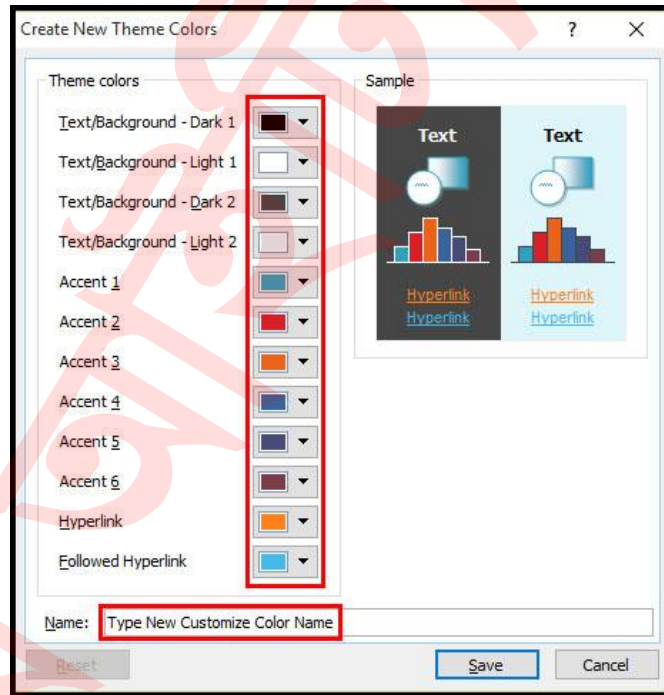 Create New Theme Colors ? X
Theme colors
Text/Background - Dark 1
Text/Background - Light 1
Text/Background - Dark 2
Text/Background - Light 2
Accent 1
Accent 2
Accent 3
Accent 4
Accent 5
Accent 6
Hyperlink
Followed Hyperlink
Sample
Text Text
Hyperlink Hyperlink
Hyperlink Hyperlink
Name: Type New Customize Color Name
Reset Save Cancel